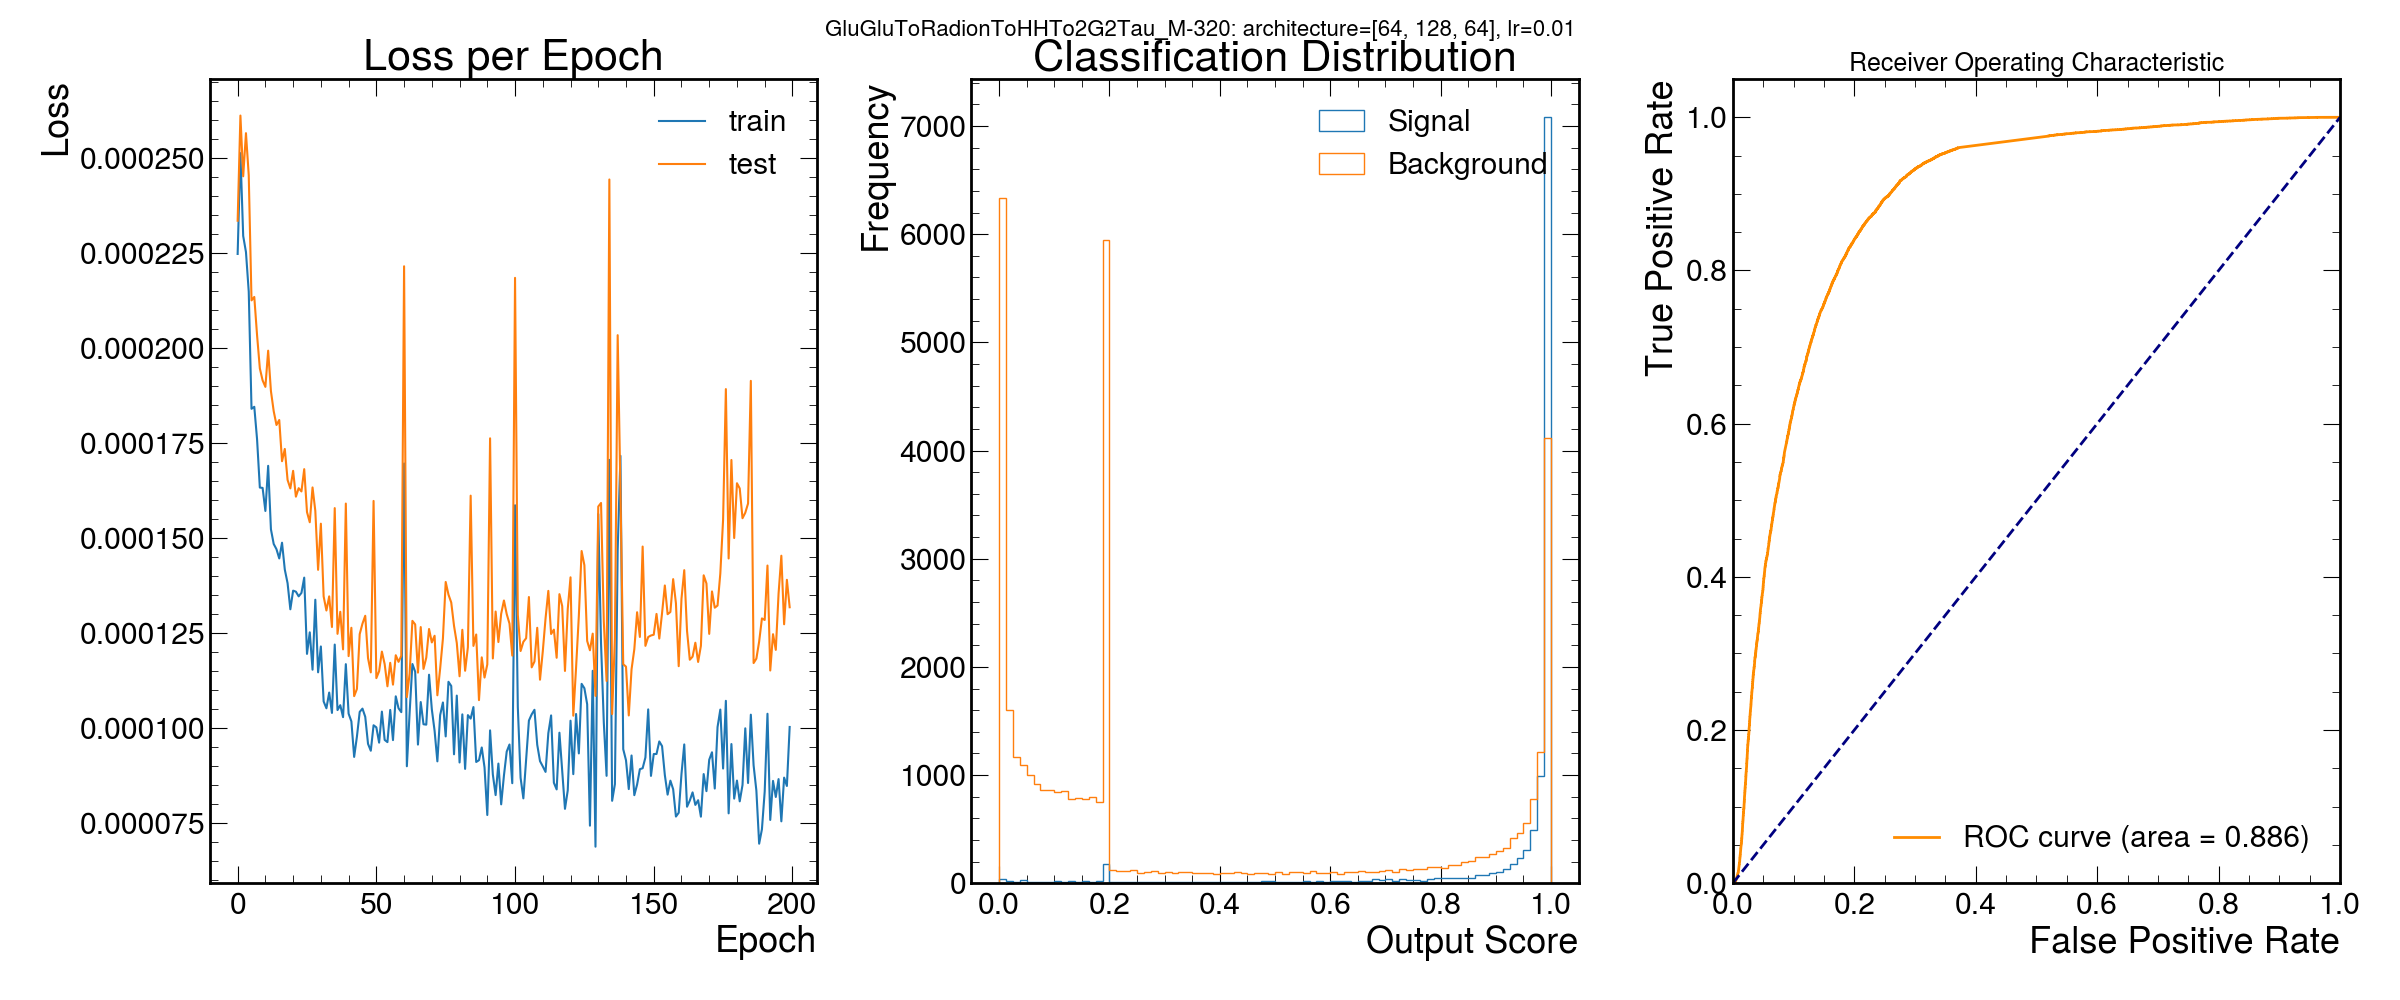 GluGluToRadionToHHTo2G2Tau_M-320: architecture=[64, 128, 64], lr=0.01
Loss per Epoch
Loss
0.000250
0.000225
0.000200
0.000175
0.000150
0.000125
0.000100
0.000075
train
test
0 50 100 150 200
Epoch
Classification Distribution
Frequency
7000
6000
5000
4000
3000
2000
1000
0
Signal
Background
0.0 0.2 0.4 0.6 0.8 1.0
Output Score
Receiver Operating Characteristic
True Positive Rate
1.0
0.8
0.6
0.4
0.2
0.0
ROC curve (area = 0.886)
0.0 0.2 0.4 0.6 0.8 1.0
False Positive Rate